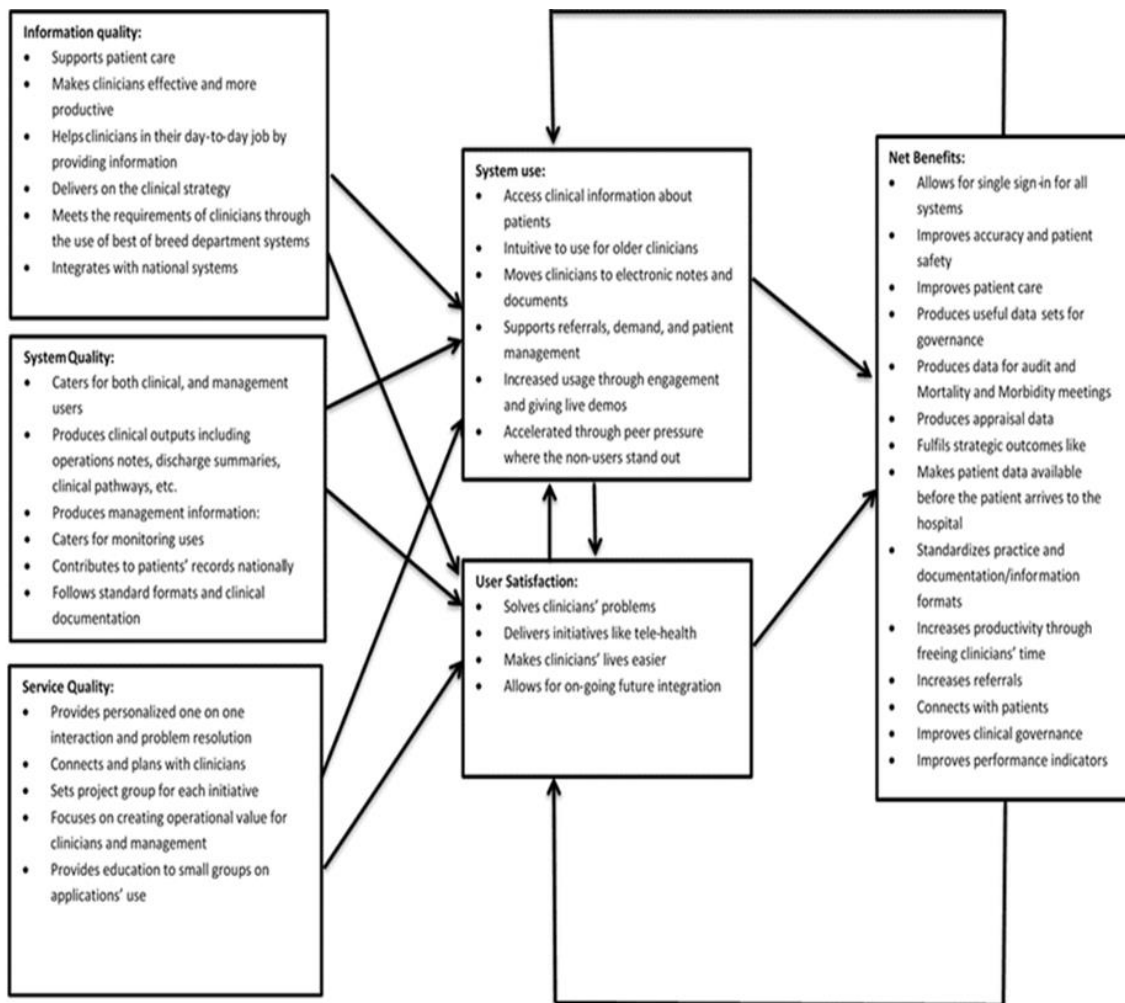 Information quality:
• Supports patient care
• Makes clinicians effective and more
productive
• Helps clinicians in their day-to-day job by
providing information
• Delivers on the clinical strategy
• Meets the requirements of clinicians through
the use of best of breed department systems
• Integrates with national systems
System Quality:
• Caters for both clinical, and management
users
• Produces clinical outputs including
operations notes, discharge summaries,
clinical pathways, etc.
• Produces management information:
• Caters for monitoring uses
• Contributes to patients' records nationally
• Follows standard formats and clinical
documentation
Service Quality:
• Provides personalized one on one
interaction and problem resolution
• Connects and plans with clinicians
• Sets project group for each initiative
• Focuses on creating operational value for
clinicians and management
• Provides education to small groups on
applications' use
System use:
• Access clinical information about
patients
• Intuitive to use for older clinicians
• Moves clinicians to electronic notes and
documents
• Supports referrals, demand, and patient
management
• Increased usage through engagement
and giving live demos
• Accelerated through peer pressure
where the non-users stand out
User Satisfaction:
• Solves clinicians' problems
• Delivers initiatives like tele-health
• Makes clinicians' lives easier
• Allows for on-going future integration
Net Benefits:
• Allows for single sign-in for all
systems
• Improves accuracy and patient
safety
• Improves patient care
• Produces useful data sets for
governance
• Produces data for audit and
Mortality and Morbidity meetings
• Produces appraisal data
• Fulfils strategic outcomes like
• Makes patient data available
before the patient arrives to the
hospital
• Standardizes practice and
documentation/information
formats
• Increases productivity through
freeing clinicians' time
• Increases referrals
• Connects with patients
• Improves clinical governance
• Improves performance indicators